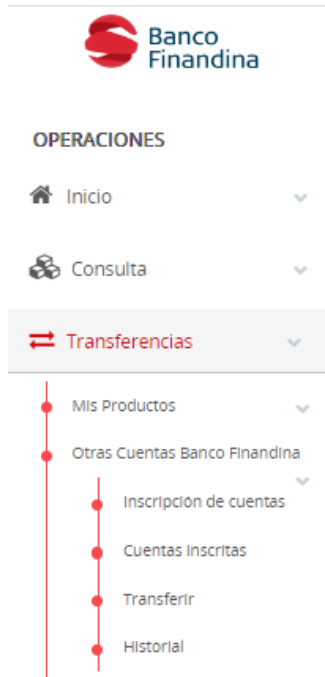 Banco
Finandina
OPERACIONES
Inicio
Consulta
Transferencias
Mis Productos
Otras Cuentas Banco Finandina
Inscripción de cuentas
Cuentas Inscritas
Transferir
Historial